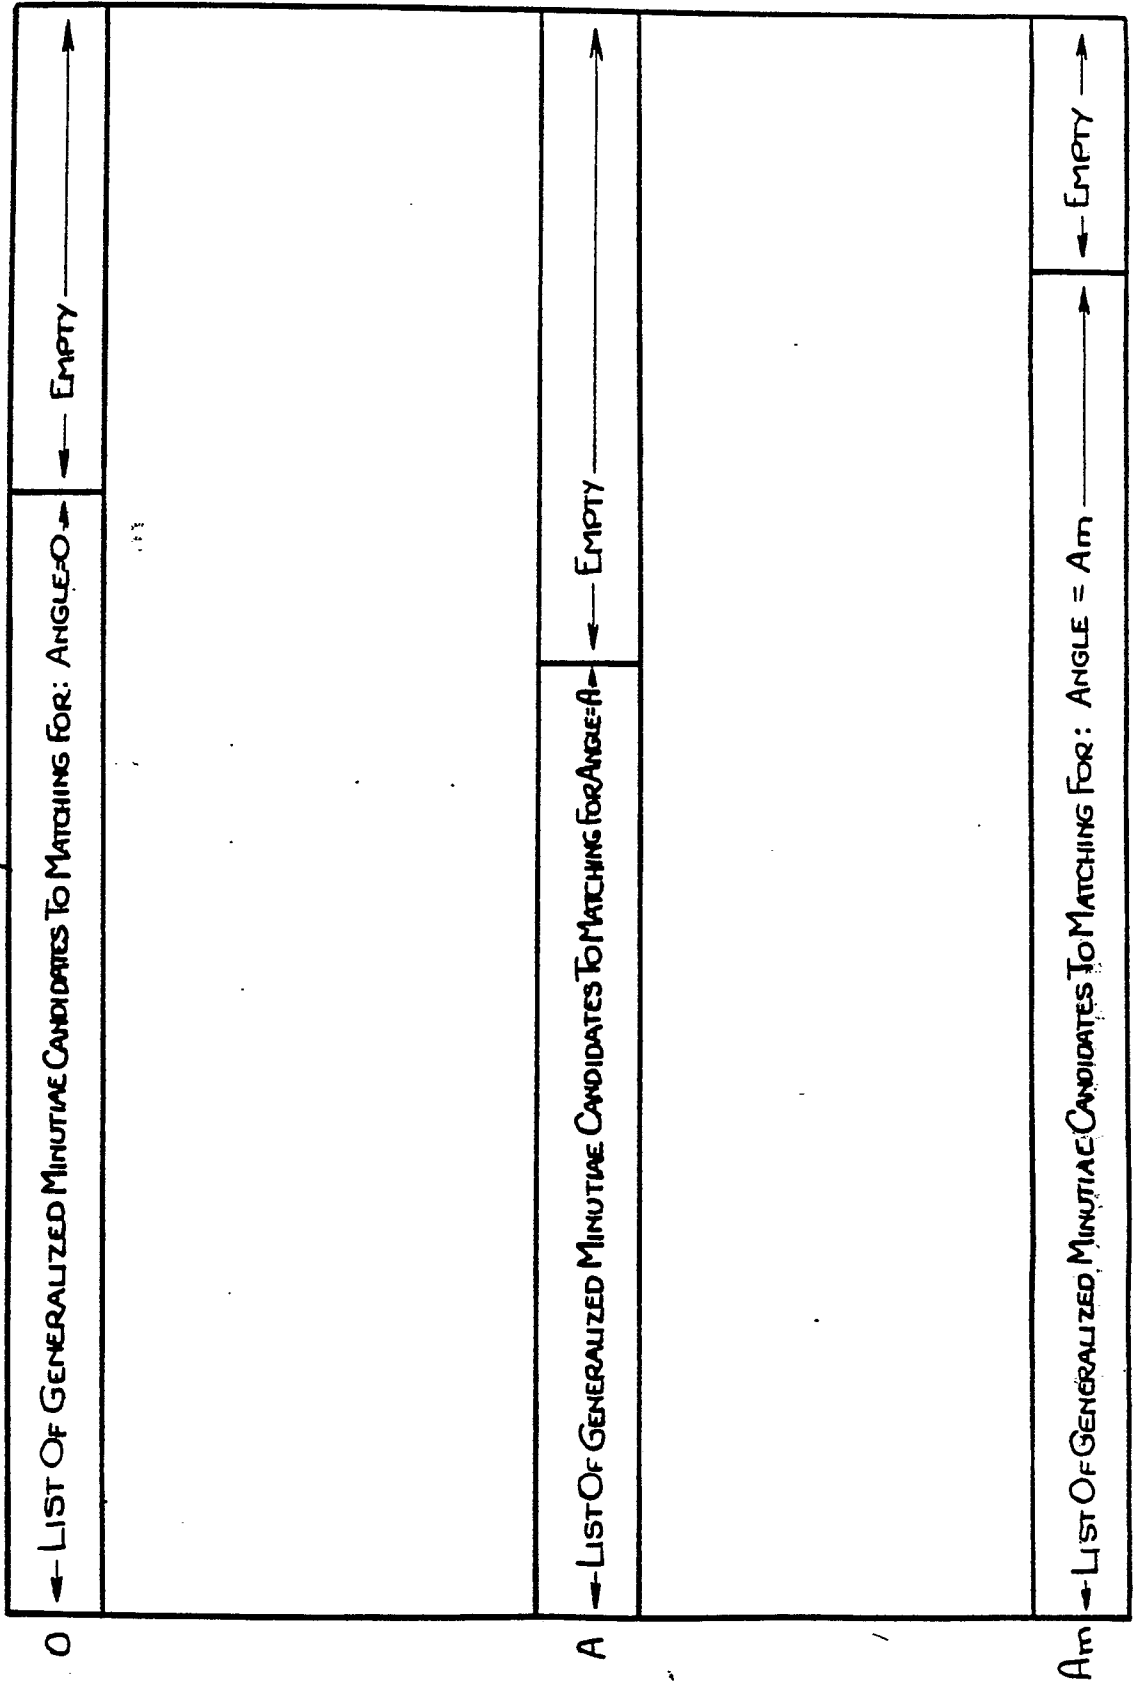 O ← LIST OF GENERALIZED MINUTIAE CANDIDATES TO MATCHING FOR: ANGLE=O → ← EMPTY →
A ← LIST OF GENERALIZED MINUTIAE CANDIDATES TO MATCHING FOR ANGLE=A → ← EMPTY →
Am ← LIST OF GENERALIZED MINUTIAE CANDIDATES TO MATCHING FOR: ANGLE = Am → ← EMPTY →